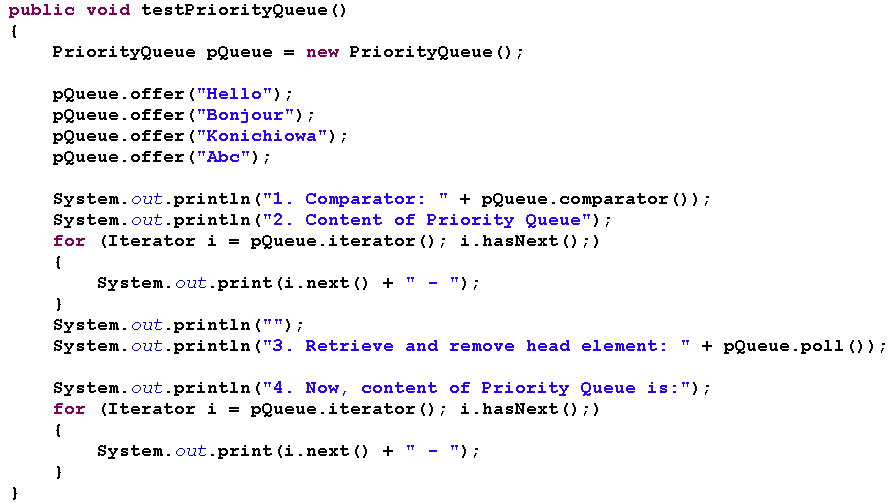 public void testPriorityQueue()
{
    PriorityQueue pQueue = new PriorityQueue();

    pQueue.offer("Hello");
    pQueue.offer("Bonjour");
    pQueue.offer("Konichiowa");
    pQueue.offer("Abc");

    System.out.println("1. Comparator: " + pQueue.comparator());
    System.out.println("2. Content of Priority Queue");
    for (Iterator i = pQueue.iterator(); i.hasNext();)
    {
        System.out.print(i.next() + " - ");
    }
    System.out.println("");
    System.out.println("3. Retrieve and remove head element: " + pQueue.poll());

    System.out.println("4. Now, content of Priority Queue is:");
    for (Iterator i = pQueue.iterator(); i.hasNext();)
    {
        System.out.print(i.next() + " - ");
    }
}